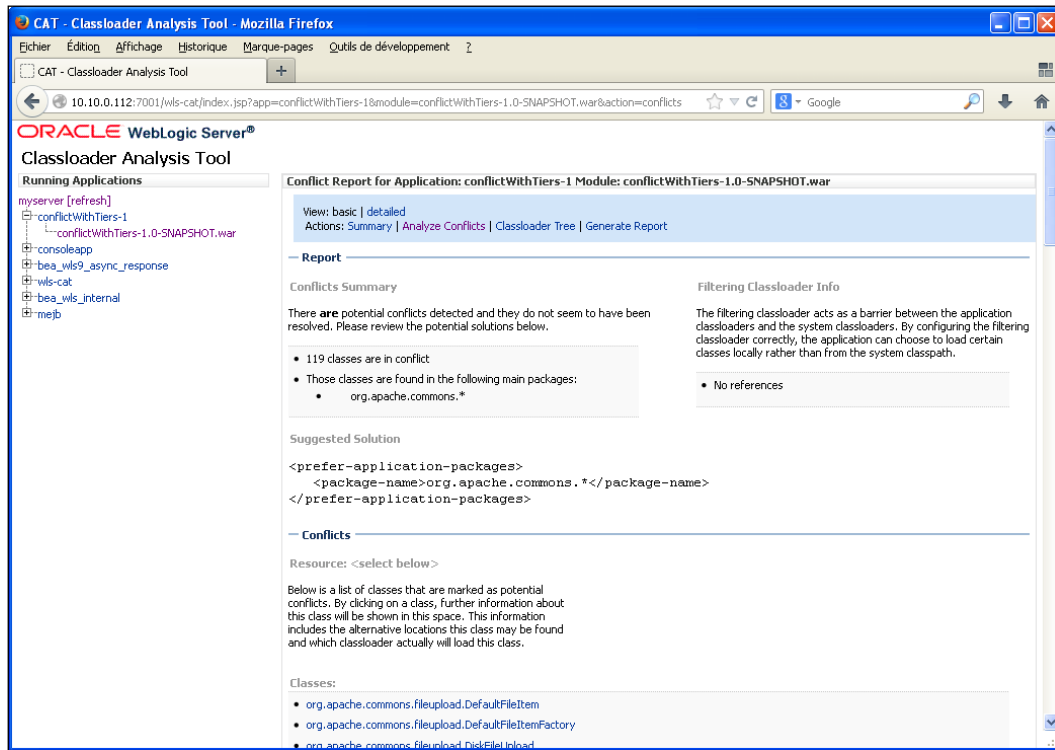 CAT - Classloader Analysis Tool - Mozilla Firefox
Fichier Édition Affichage Historique Marque-pages Outils de développement ?
CAT - Classloader Analysis Tool +
10.10.0.112:7001/wls-cat/index.jsp?app=conflictWithTiers-1&module=conflictWithTiers-1.0-SNAPSHOT.war&action=conflicts
8 Google
ORACLE WebLogic Server®
Classloader Analysis Tool
Running Applications
myserver [refresh]
conflictWithTiers-1
conflictWithTiers-1.0-SNAPSHOT.war
consoleapp
bea_wls9_async_response
wls-cat
bea_wls_internal
mejb
Conflict Report for Application: conflictWithTiers-1 Module: conflictWithTiers-1.0-SNAPSHOT.war
View: basic | detailed
Actions: Summary | Analyze Conflicts | Classloader Tree | Generate Report
Report
Conflicts Summary
There are potential conflicts detected and they do not seem to have been
resolved. Please review the potential solutions below.
• 119 classes are in conflict
• Those classes are found in the following main packages:
• org.apache.commons.*
Filtering Classloader Info
The filtering classloader acts as a barrier between the application
classloaders and the system classloaders. By configuring the filtering
classloader correctly, the application can choose to load certain
classes locally rather than from the system classpath.
• No references
Suggested Solution
<prefer-application-packages>
<package-name>org.apache.commons.*</package-name>
</prefer-application-packages>
Conflicts
Resource: <select below>
Below is a list of classes that are marked as potential
conflicts. By clicking on a class, further information about
this class will be shown in this space. This information
includes the alternative locations this class may be found
and which classloader actually will load this class.
Classes:
• org.apache.commons.fileupload.DefaultFileItem
• org.apache.commons.fileupload.DefaultFileItemFactory
• org.apache.commons.fileupload.DiskFileUpload